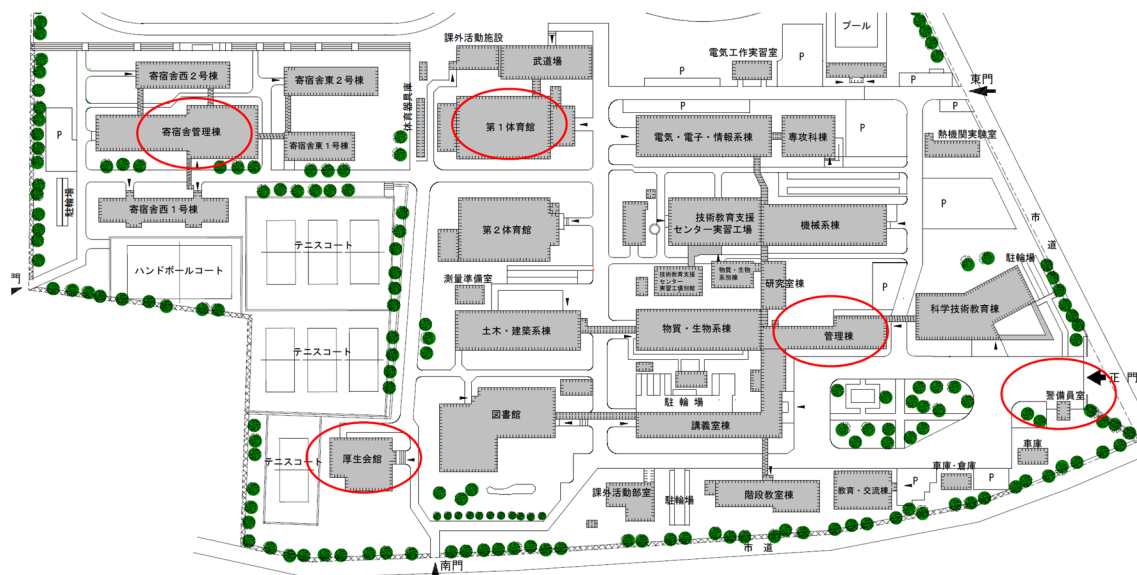 プール
課外活動施設
武道場
電気工作実習室
P
P
P
東門
寄宿舎西2号棟
寄宿舎東2号棟
体育器具庫
第1体育館
電気・電子・情報系棟
専攻科棟
熱機関実験室
P
寄宿舎管理棟
寄宿舎東1号棟
P
駐輪場
寄宿舎西1号棟
テニスコート
第2体育館
技術教育支援
センター実習工場
機械系棟
P
市道
ハンドボールコート
門
測量準備室
技術教育支援
センター
実習工場別館
物質・生物
系別棟
研究室棟
P
駐輪場
科学技術教育棟
土木・建築系棟
物質・生物系棟
管理棟
テニスコート
正門
警備員室
駐輪場
図書館
講義室棟
車庫
テニスコート
厚生会館
課外活動部室
駐輪場
階段教室棟
教育・交流棟
P
車庫・倉庫
P
市道
南門